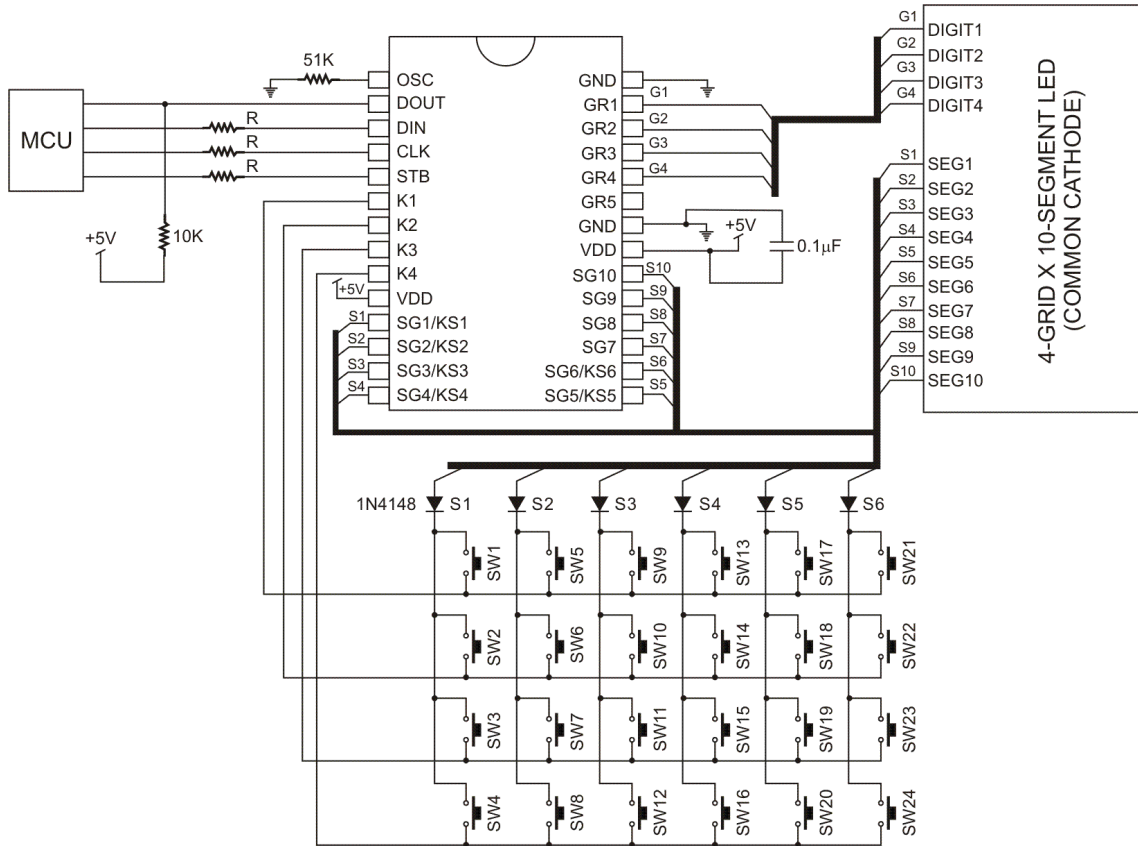 MCU
51K
R
R
R
+5V
10K
OSC
DOUT
DIN
CLK
STB
K1
K2
K3
K4
+5V
VDD
S1
SG1/KS1
S2
SG2/KS2
S3
SG3/KS3
S4
SG4/KS4
GND
GR1
G1
GR2
G2
GR3
G3
GR4
G4
GR5
GND
VDD
+5V
0.1µF
SG10
S10
SG9
S9
SG8
S8
SG7
S7
SG6/KS6
S6
SG5/KS5
S5
G1
DIGIT1
G2
DIGIT2
G3
DIGIT3
G4
DIGIT4
S1
SEG1
S2
SEG2
S3
SEG3
S4
SEG4
S5
SEG5
S6
SEG6
S7
SEG7
S8
SEG8
S9
SEG9
S10
SEG10
4-GRID X 10-SEGMENT LED
(COMMON CATHODE)
1N4148
S1
S2
S3
S4
S5
S6
SW1
SW5
SW9
SW13
SW17
SW21
SW2
SW6
SW10
SW14
SW18
SW22
SW3
SW7
SW11
SW15
SW19
SW23
SW4
SW8
SW12
SW16
SW20
SW24